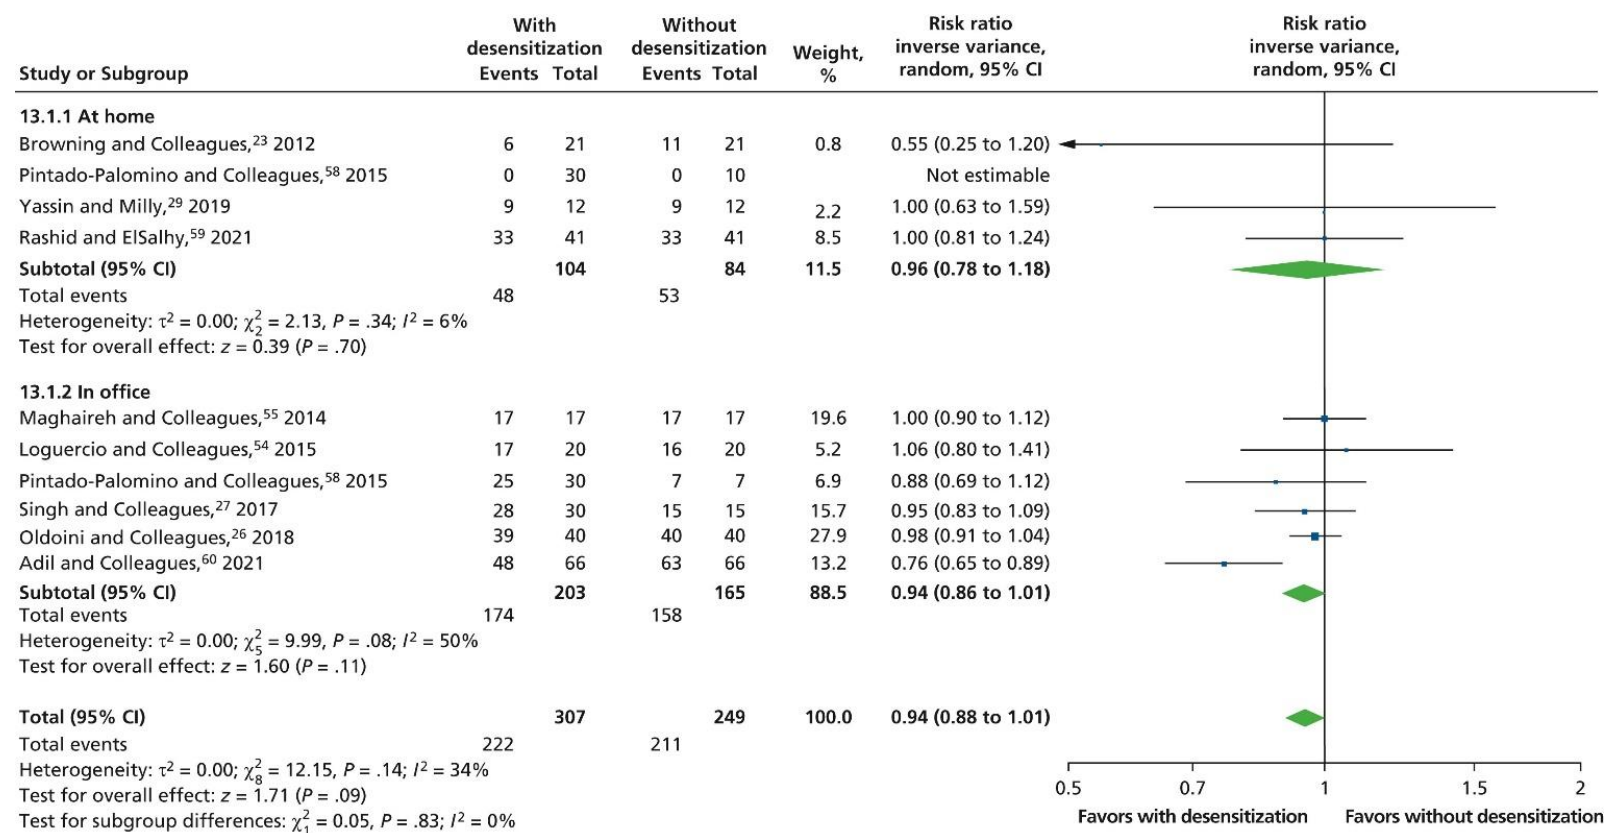 With Without Risk ratio Risk ratio
desensitization desensitization Weight, inverse variance, inverse variance,
Study or Subgroup Events Total Events Total % random, 95% CI random, 95% CI
13.1.1 At home
Browning and Colleagues,²³ 2012 6 21 11 21 0.8 0.55 (0.25 to 1.20)
Pintado-Palomino and Colleagues,⁵⁸ 2015 0 30 0 10 Not estimable
Yassin and Milly,²⁹ 2019 9 12 9 12 2.2 1.00 (0.63 to 1.59)
Rashid and ElSalhy,⁵⁹ 2021 33 41 33 41 8.5 1.00 (0.81 to 1.24)
Subtotal (95% CI) 104 84 11.5 0.96 (0.78 to 1.18)
Total events 48 53
Heterogeneity: τ² = 0.00; χ²₂ = 2.13, P = .34; I² = 6%
Test for overall effect: z = 0.39 (P = .70)
13.1.2 In office
Maghaireh and Colleagues,⁵⁵ 2014 17 17 17 17 19.6 1.00 (0.90 to 1.12)
Loguercio and Colleagues,⁵⁴ 2015 17 20 16 20 5.2 1.06 (0.80 to 1.41)
Pintado-Palomino and Colleagues,⁵⁸ 2015 25 30 7 7 6.9 0.88 (0.69 to 1.12)
Singh and Colleagues,²⁷ 2017 28 30 15 15 15.7 0.95 (0.83 to 1.09)
Oldoini and Colleagues,²⁶ 2018 39 40 40 40 27.9 0.98 (0.91 to 1.04)
Adil and Colleagues,⁶⁰ 2021 48 66 63 66 13.2 0.76 (0.65 to 0.89)
Subtotal (95% CI) 203 165 88.5 0.94 (0.86 to 1.01)
Total events 174 158
Heterogeneity: τ² = 0.00; χ²₅ = 9.99, P = .08; I² = 50%
Test for overall effect: z = 1.60 (P = .11)
Total (95% CI) 307 249 100.0 0.94 (0.88 to 1.01)
Total events 222 211
Heterogeneity: τ² = 0.00; χ²₈ = 12.15, P = .14; I² = 34%
Test for overall effect: z = 1.71 (P = .09)
Test for subgroup differences: χ²₁ = 0.05, P = .83; I² = 0%
0.5 0.7 1 1.5 2
Favors with desensitization Favors without desensitization